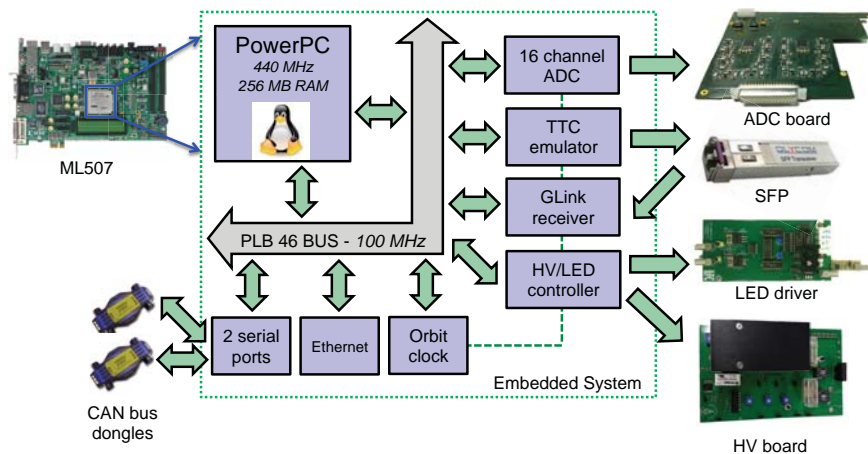 PowerPC
440 MHz
256 MB RAM
16 channel
ADC
ADC board
TTC
emulator
ML507
SFP
GLink
receiver
PLB 46 BUS - 100 MHz
HV/LED
controller
LED driver
2 serial
ports
Ethernet
Orbit
clock
Embedded System
CAN bus
dongles
HV board